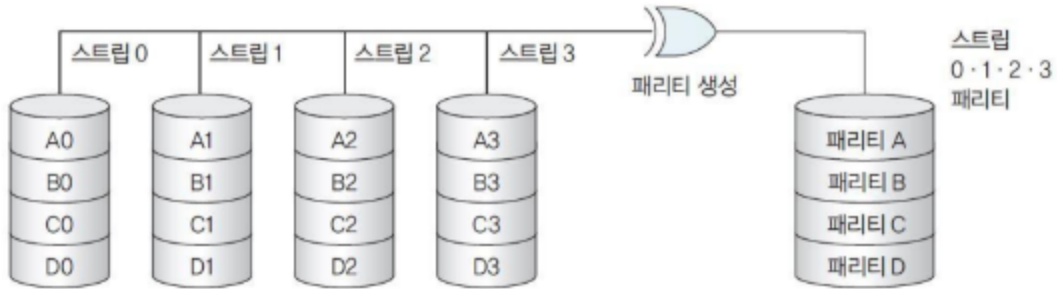 스트립 0
스트립 1
스트립 2
스트립 3
패리티 생성
스트립
0·1·2·3
패리티
A0
A1
A2
A3
패리티 A
B0
B1
B2
B3
패리티 B
C0
C1
C2
C3
패리티 C
D0
D1
D2
D3
패리티 D